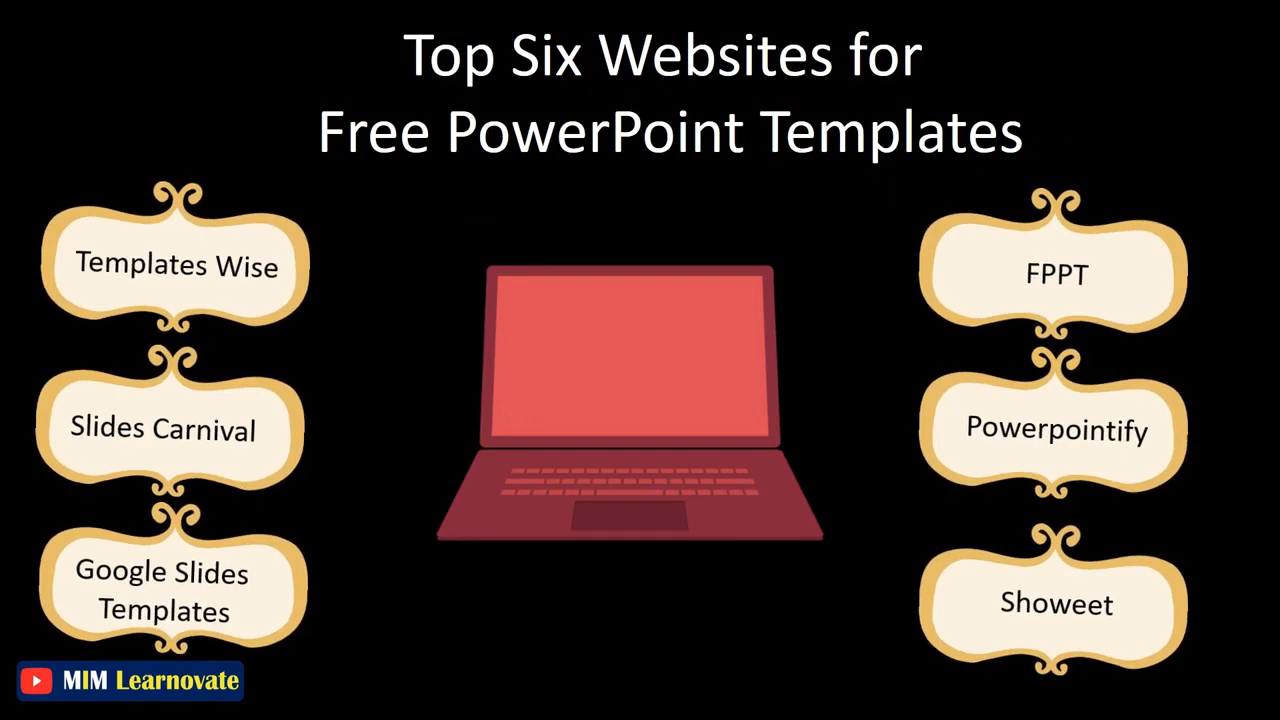 Top Six Websites for
Free PowerPoint Templates
Templates Wise
Slides Carnival
Google Slides
Templates
FPPT
Powerpointify
Showeet
MIM Learnovate